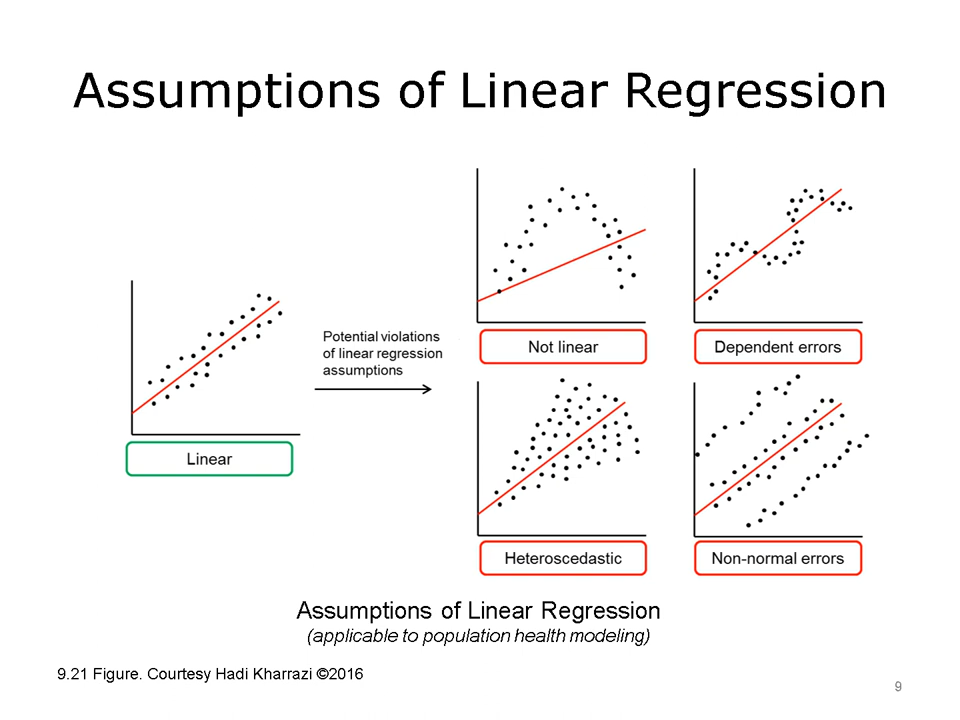 Assumptions of Linear Regression
Linear
Potential violations
of linear regression
assumptions
Not linear
Dependent errors
Heteroscedastic
Non-normal errors
Assumptions of Linear Regression
(applicable to population health modeling)
9.21 Figure. Courtesy Hadi Kharrazi ©2016
9